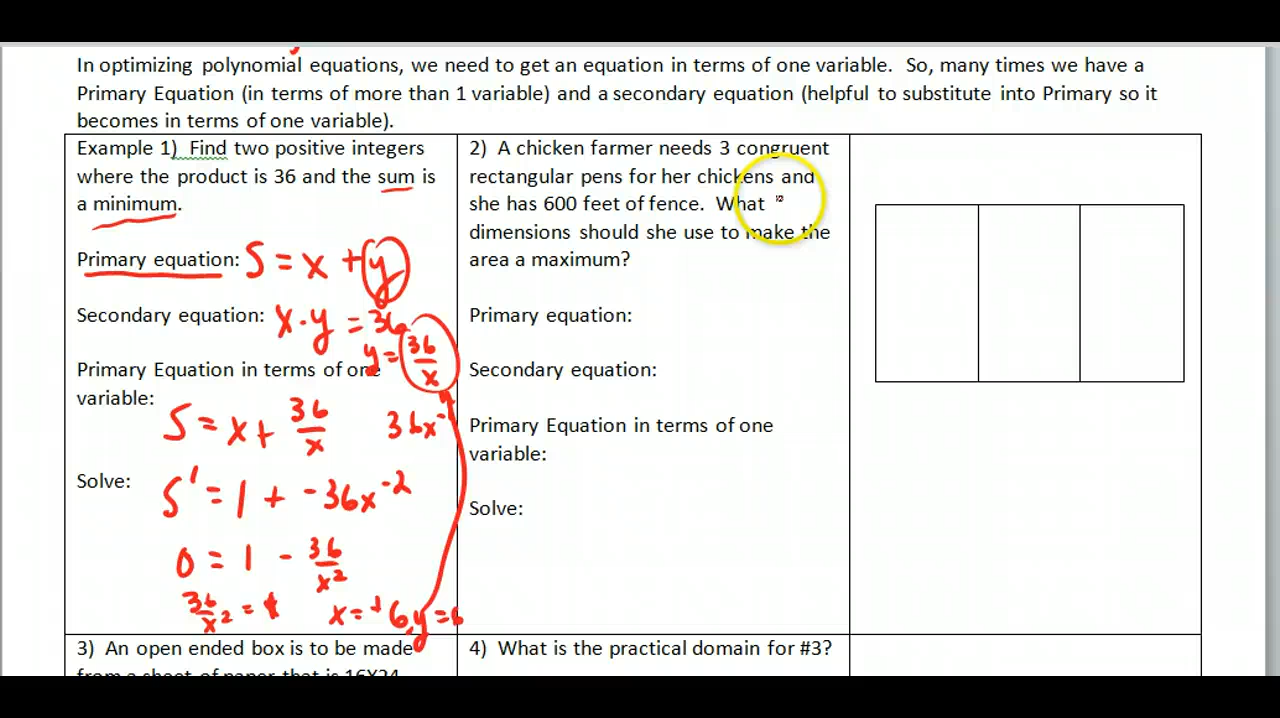 In optimizing polynomial equations, we need to get an equation in terms of one variable. So, many times we have a
Primary Equation (in terms of more than 1 variable) and a secondary equation (helpful to substitute into Primary so it
becomes in terms of one variable).
Example 1) Find two positive integers
where the product is 36 and the sum is
a minimum.
Primary equation: S = x + y
Secondary equation: x · y = 36
y = 36/x
Primary Equation in terms of one
variable:
S = x + 36/x 36x⁻¹
Solve: S' = 1 + -36x⁻²
0 = 1 - 36/x²
36/x² = 1 x = +6, y = 6
2) A chicken farmer needs 3 congruent
rectangular pens for her chickens and
she has 600 feet of fence. What
dimensions should she use to make the
area a maximum?
Primary equation:
Secondary equation:
Primary Equation in terms of one
variable:
Solve:
3) An open ended box is to be made
from a sheet of paper that is 16X24
4) What is the practical domain for #3?